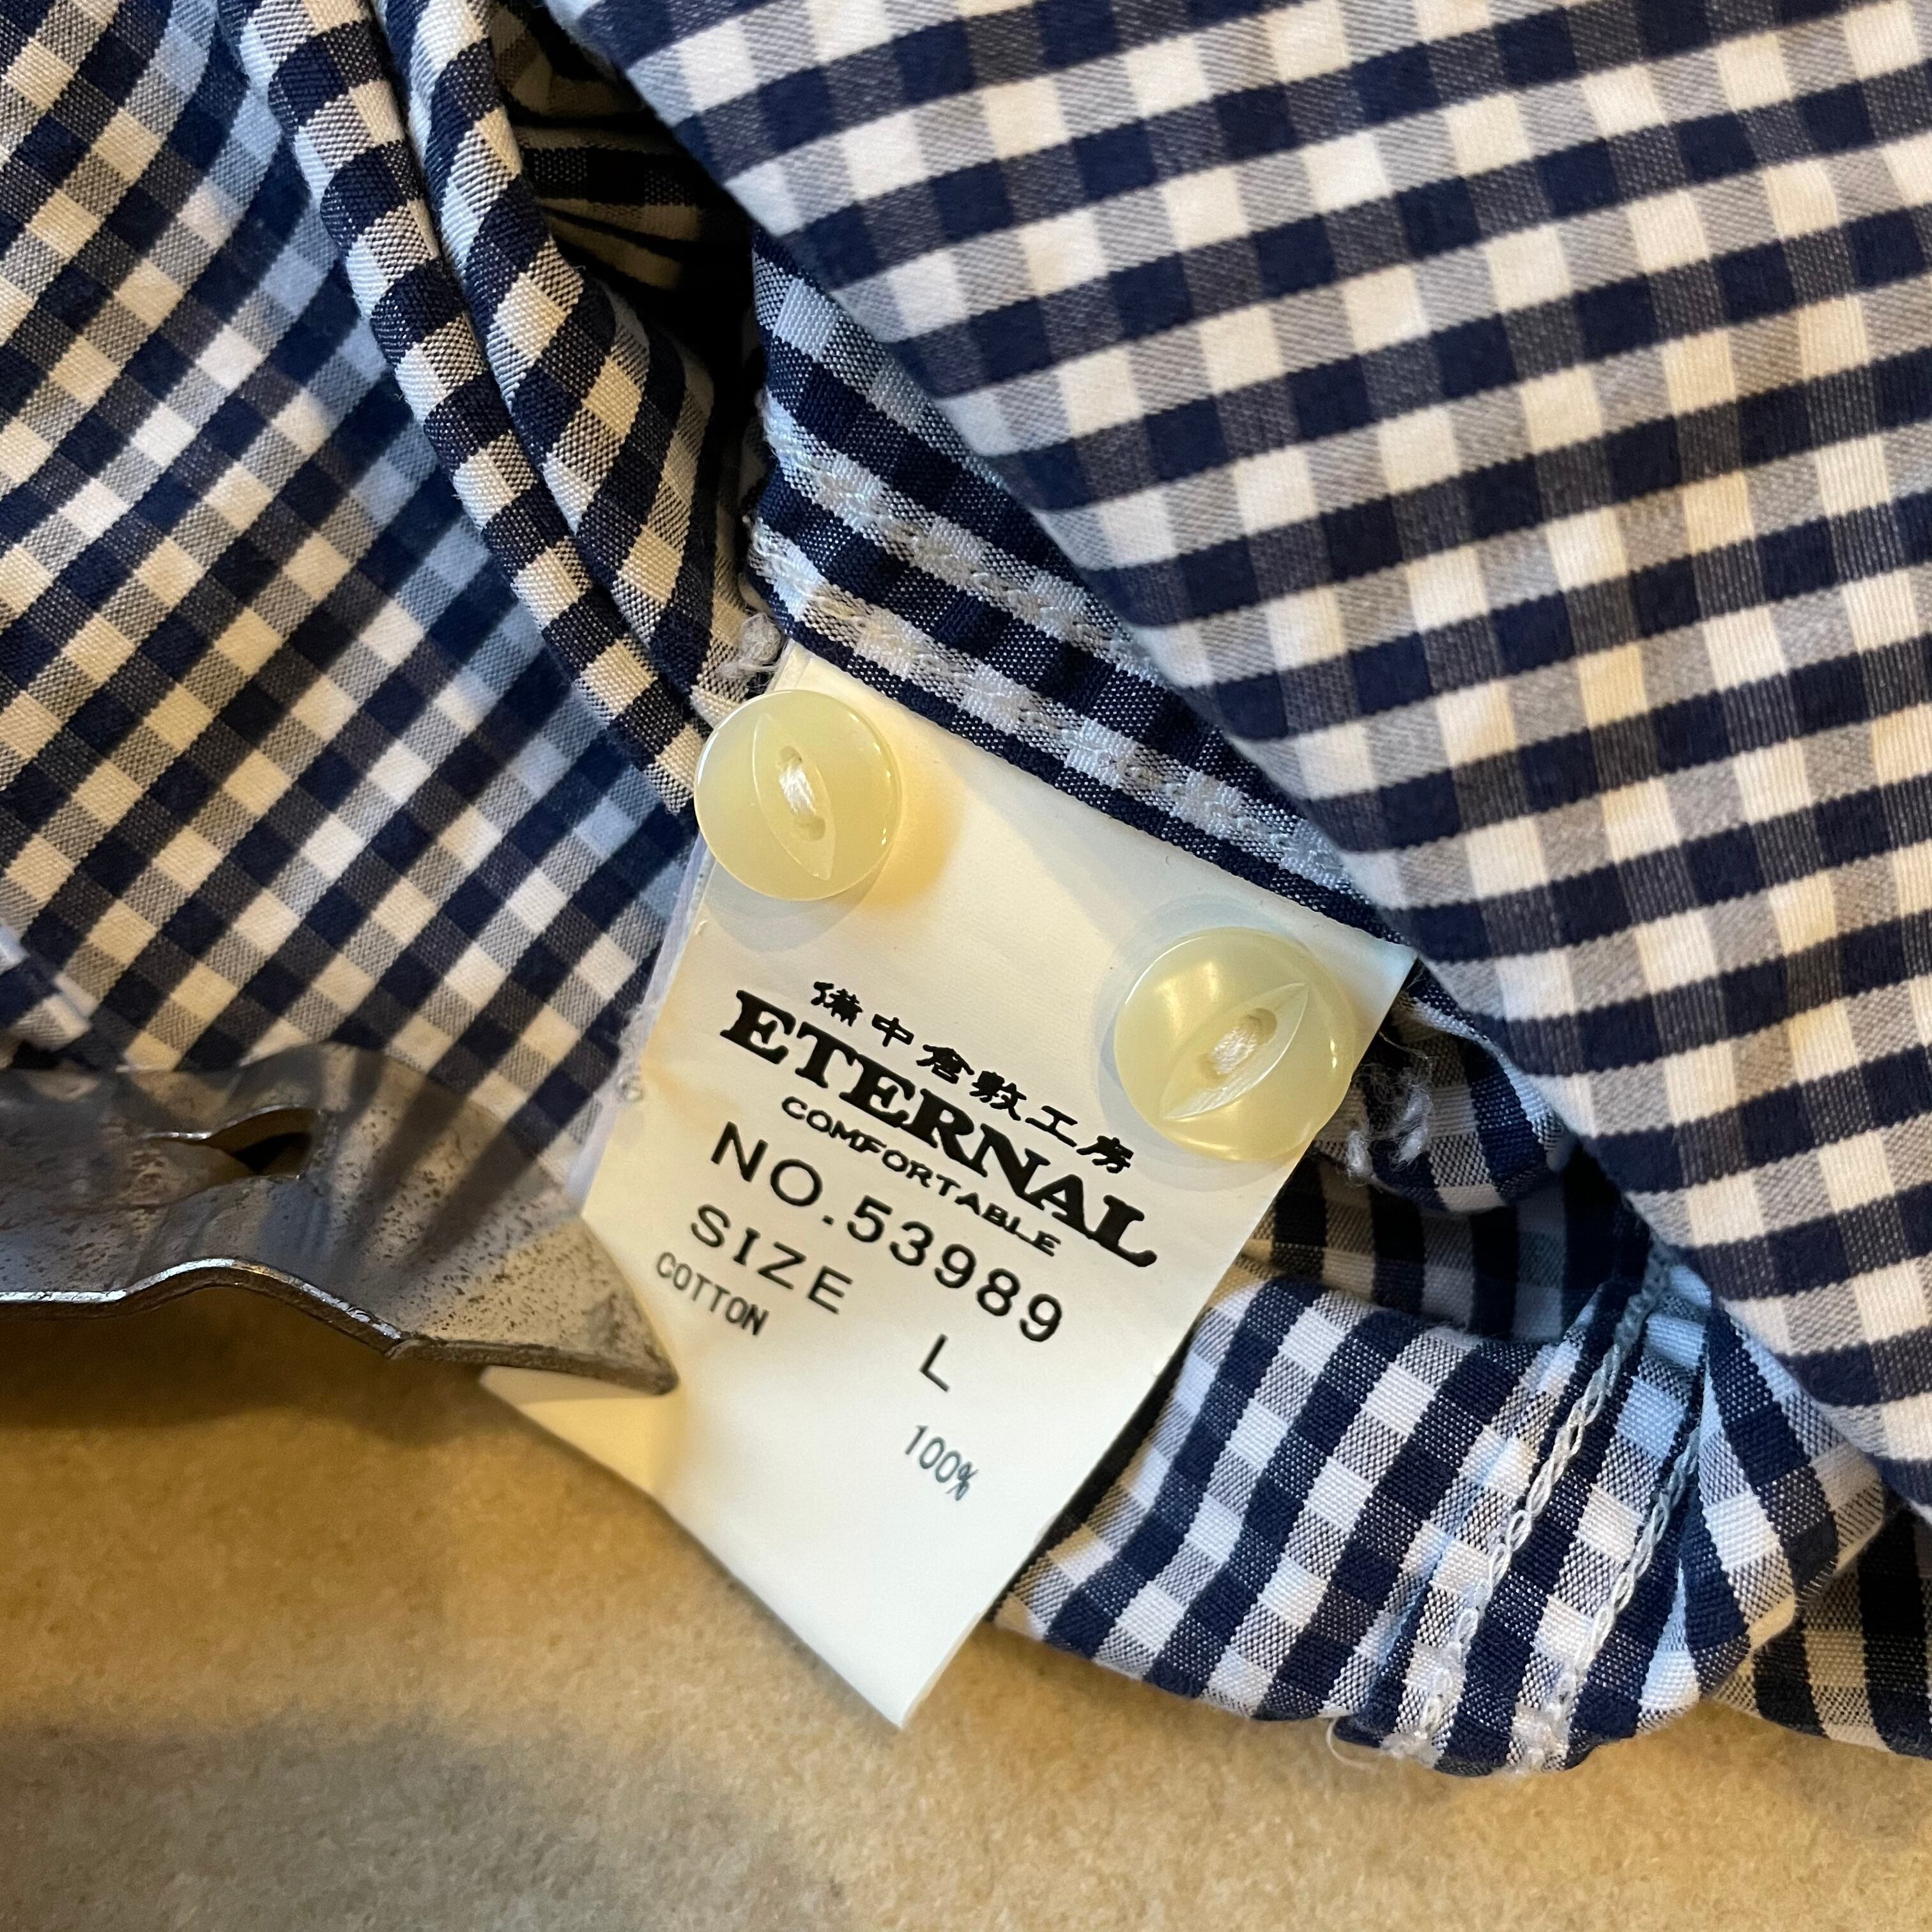 備中倉敷工房
ETERNAL
COMFORTABLE
NO.53989
SIZE L
COTTON 100%